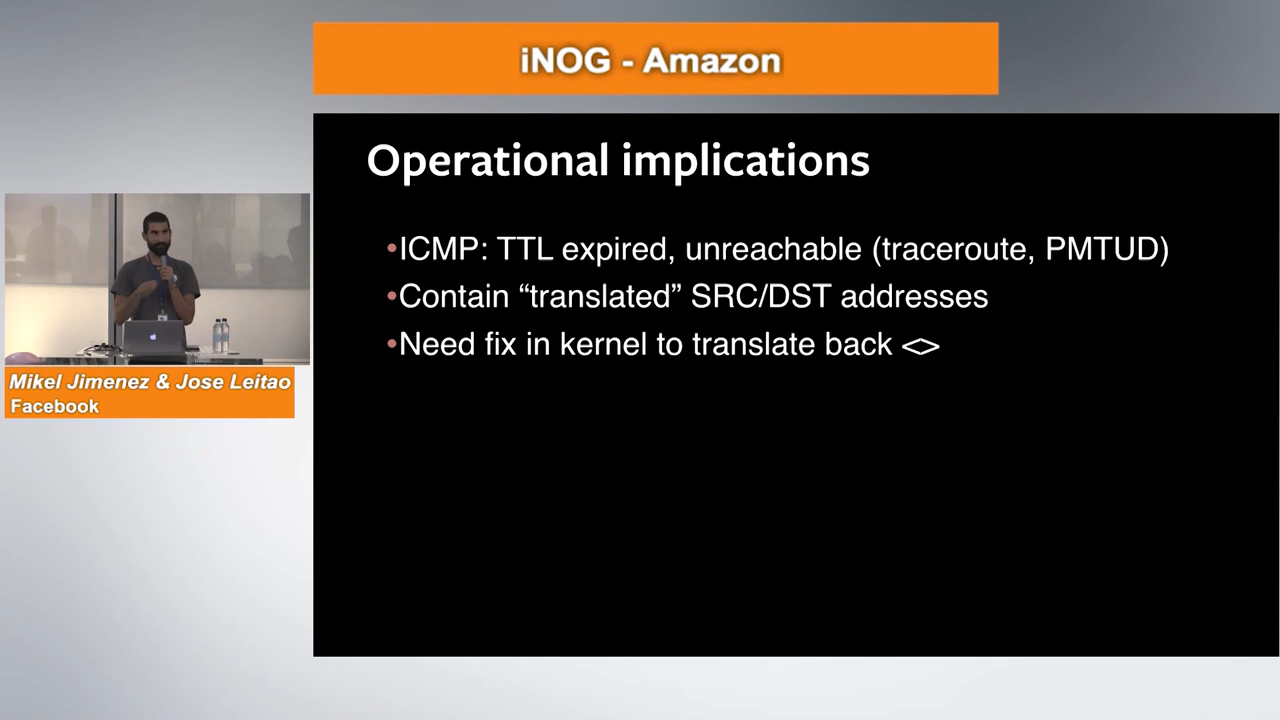 iNOG - Amazon
Operational implications
•ICMP: TTL expired, unreachable (traceroute, PMTUD)
•Contain “translated” SRC/DST addresses
•Need fix in kernel to translate back <>
Mikel Jimenez & Jose Leitao
Facebook